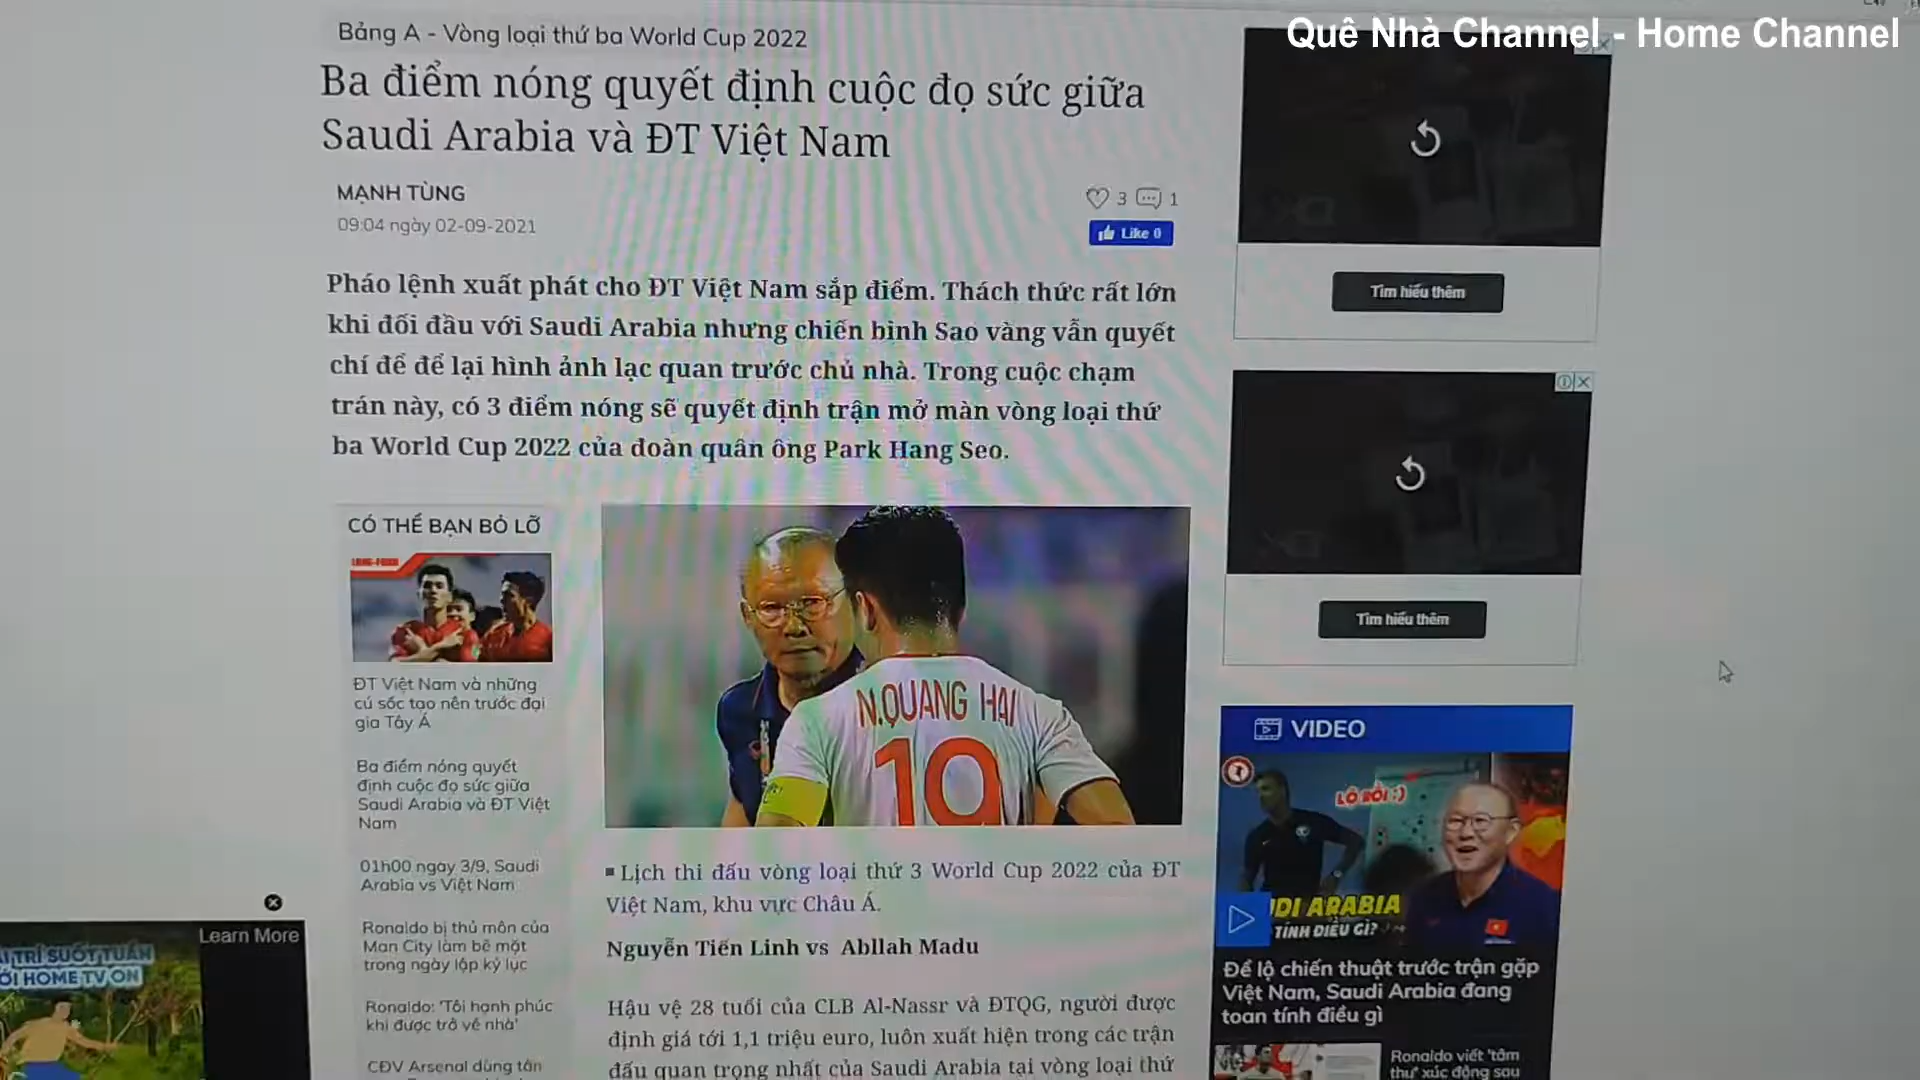 Quê Nhà Channel - Home Channel
Bảng A - Vòng loại thứ ba World Cup 2022
Ba điểm nóng quyết định cuộc đọ sức giữa
Saudi Arabia và ĐT Việt Nam
MẠNH TÙNG
09:04 ngày 02-09-2021
3
1
Like 0
Pháo lệnh xuất phát cho ĐT Việt Nam sắp điểm. Thách thức rất lớn
khi đối đầu với Saudi Arabia nhưng chiến binh Sao vàng vẫn quyết
chí để để lại hình ảnh lạc quan trước chủ nhà. Trong cuộc chạm
trán này, có 3 điểm nóng sẽ quyết định trận mở màn vòng loại thứ
ba World Cup 2022 của đoàn quân ông Park Hang Seo.
CÓ THỂ BẠN BỎ LỠ
ĐT Việt Nam và những
cú sốc tạo nên trước đại
gia Tây Á
Ba điểm nóng quyết
định cuộc đọ sức giữa
Saudi Arabia và ĐT Việt
Nam
01h00 ngày 3/9, Saudi
Arabia vs Việt Nam
Ronaldo bị thủ môn của
Man City làm bẽ mặt
trong ngày lập kỷ lục
Ronaldo: 'Tôi hạnh phúc
khi được trở về nhà'
CĐV Arsenal dùng tán
N.QUANG HAI
19
▪ Lịch thi đấu vòng loại thứ 3 World Cup 2022 của ĐT
Việt Nam, khu vực Châu Á.
Nguyễn Tiến Linh vs Abllah Madu
Hậu vệ 28 tuổi của CLB Al-Nassr và ĐTQG, người được
định giá tới 1,1 triệu euro, luôn xuất hiện trong các trận
đấu quan trọng nhất của Saudi Arabia tại vòng loại thứ
Tìm hiểu thêm
Tìm hiểu thêm
VIDEO
LỘ RỒI :)
DI ARABIA
TÍNH ĐIỀU GÌ?
Để lộ chiến thuật trước trận gặp
Việt Nam, Saudi Arabia đang
toan tính điều gì
Ronaldo viết 'tâm
thư' xúc động sau
Learn More
TRÍ SUỐT TUẦN
HOME TV ON